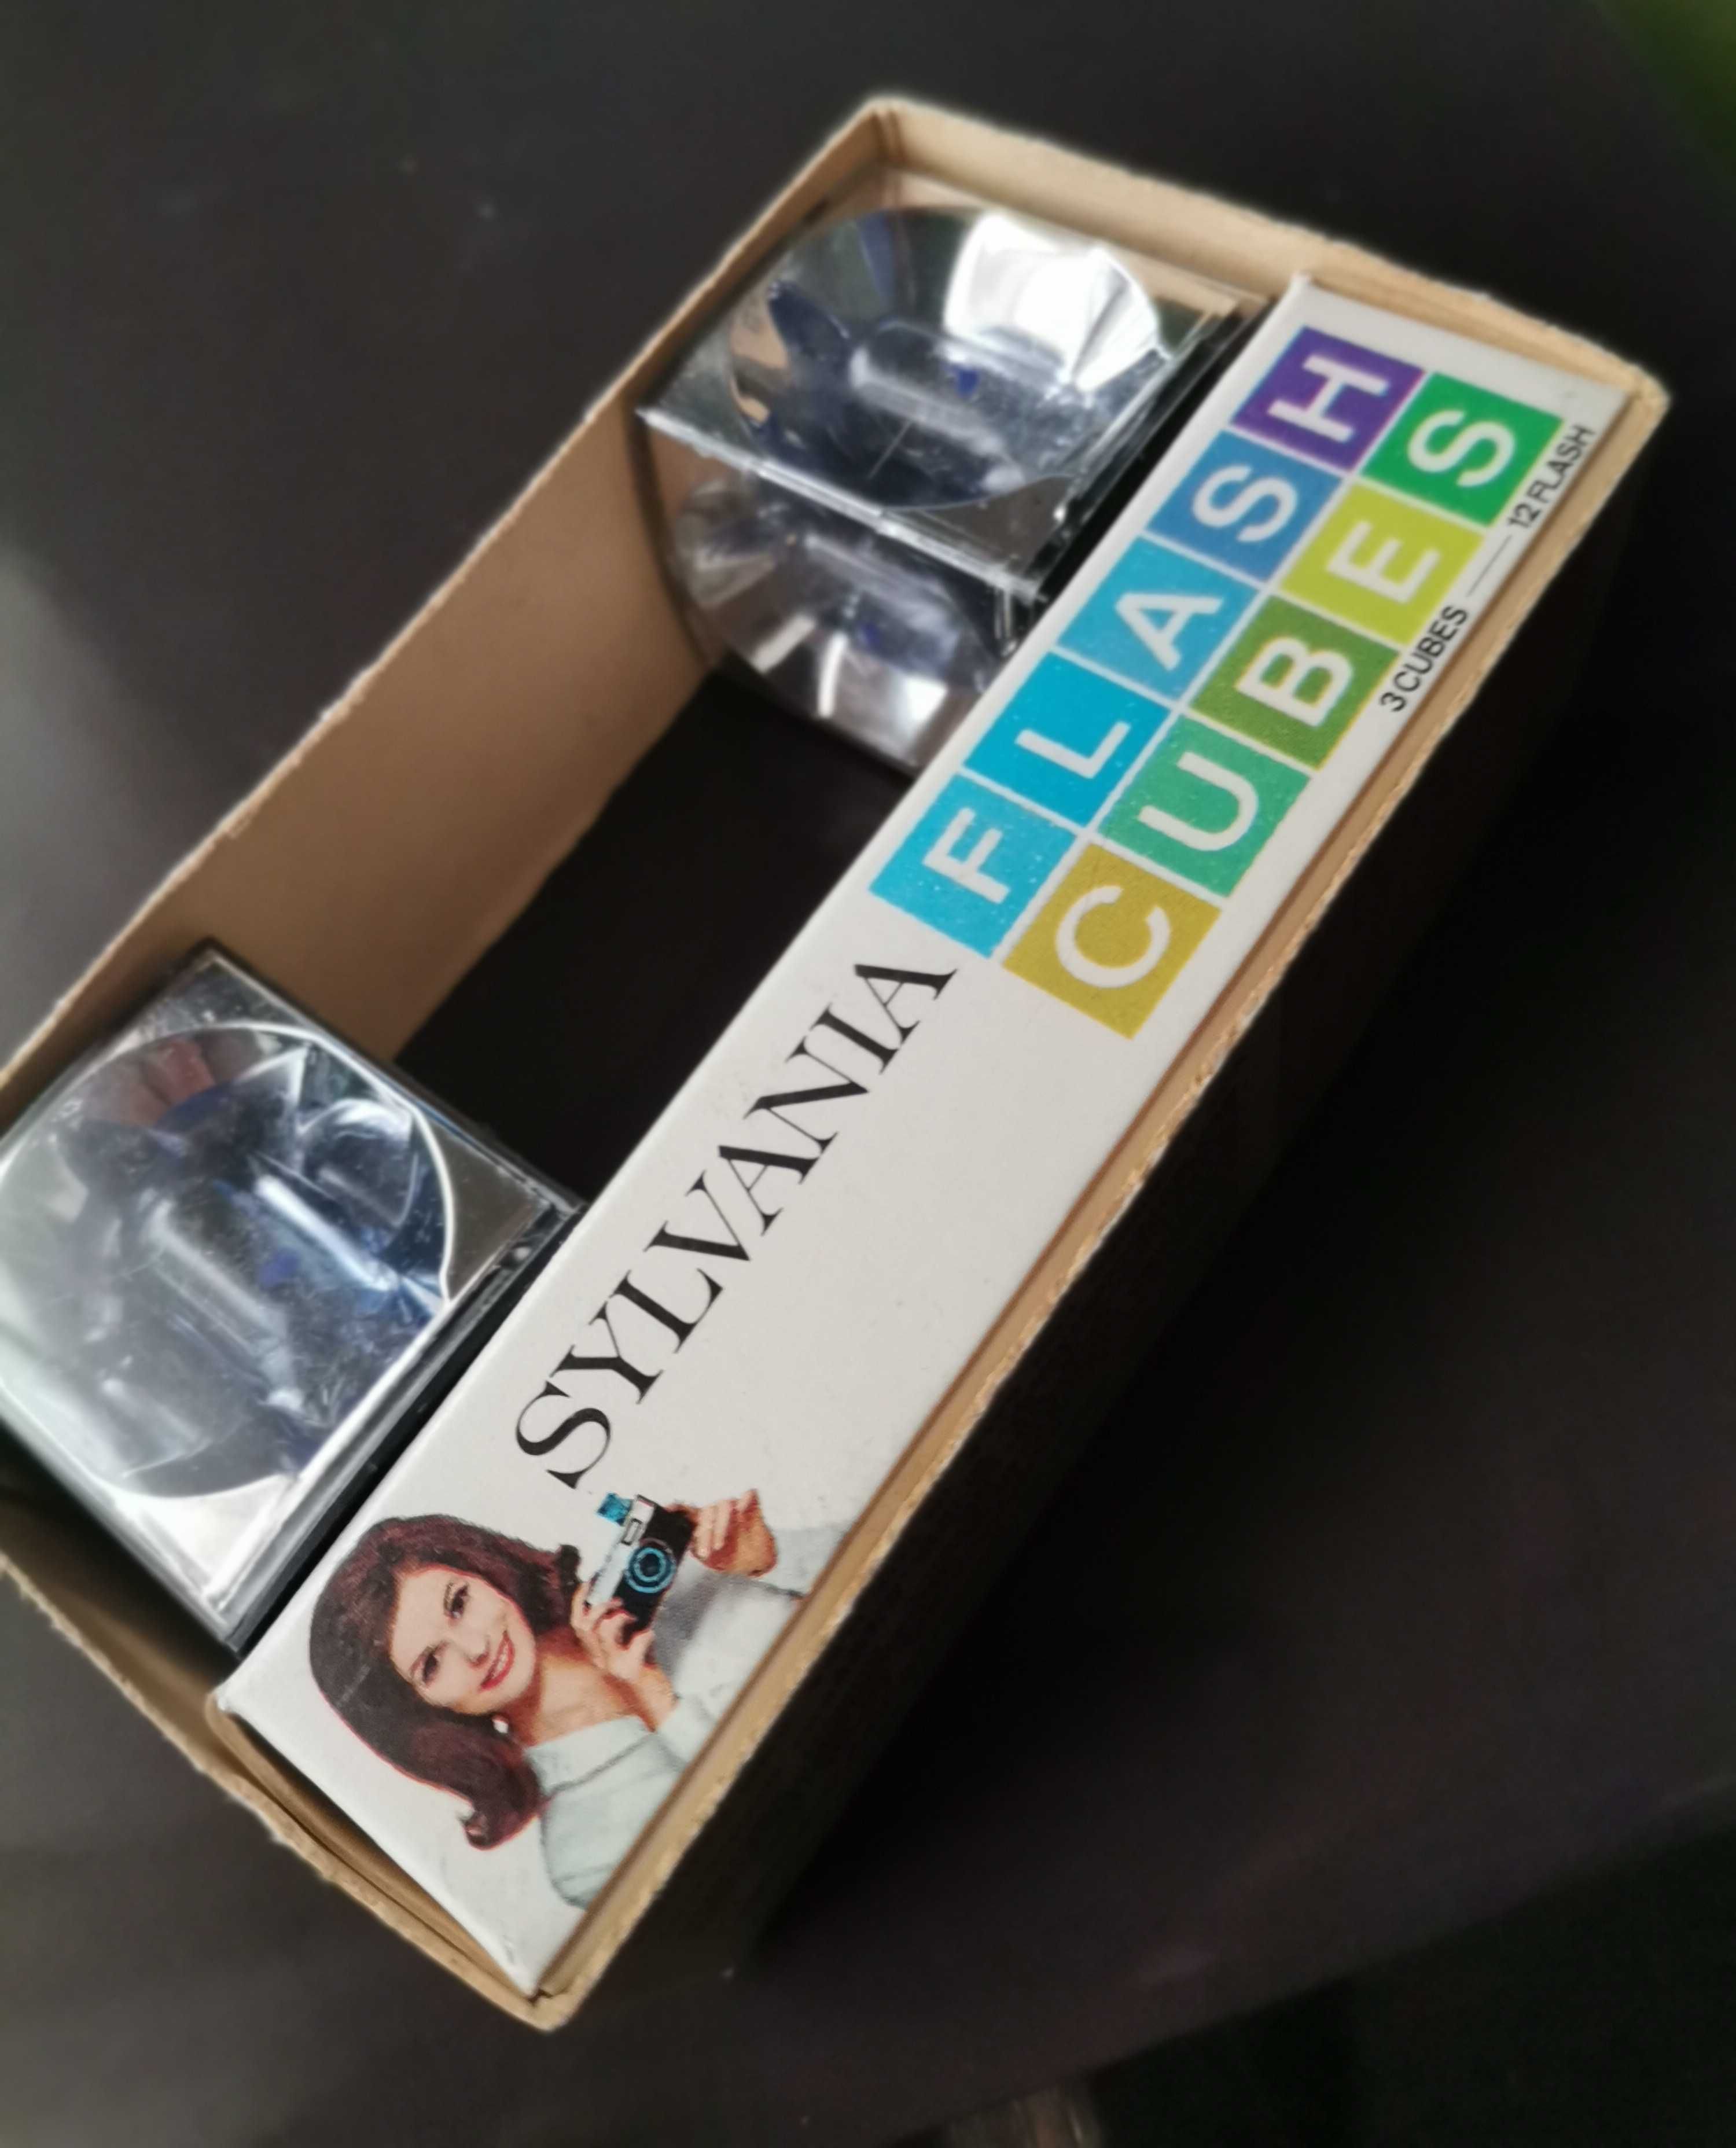 SYLVANIA
FLASH
CUBES
3 CUBES — 12 FLASH